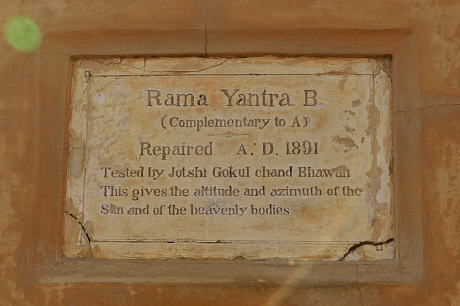 Rama Yantra B.
(Complementary to A)
Repaired A. D. 1891
Tested by Jotshi Gokul chand Bhawan
This gives the altitude and azimuth of the
Sun and of the heavenly bodies